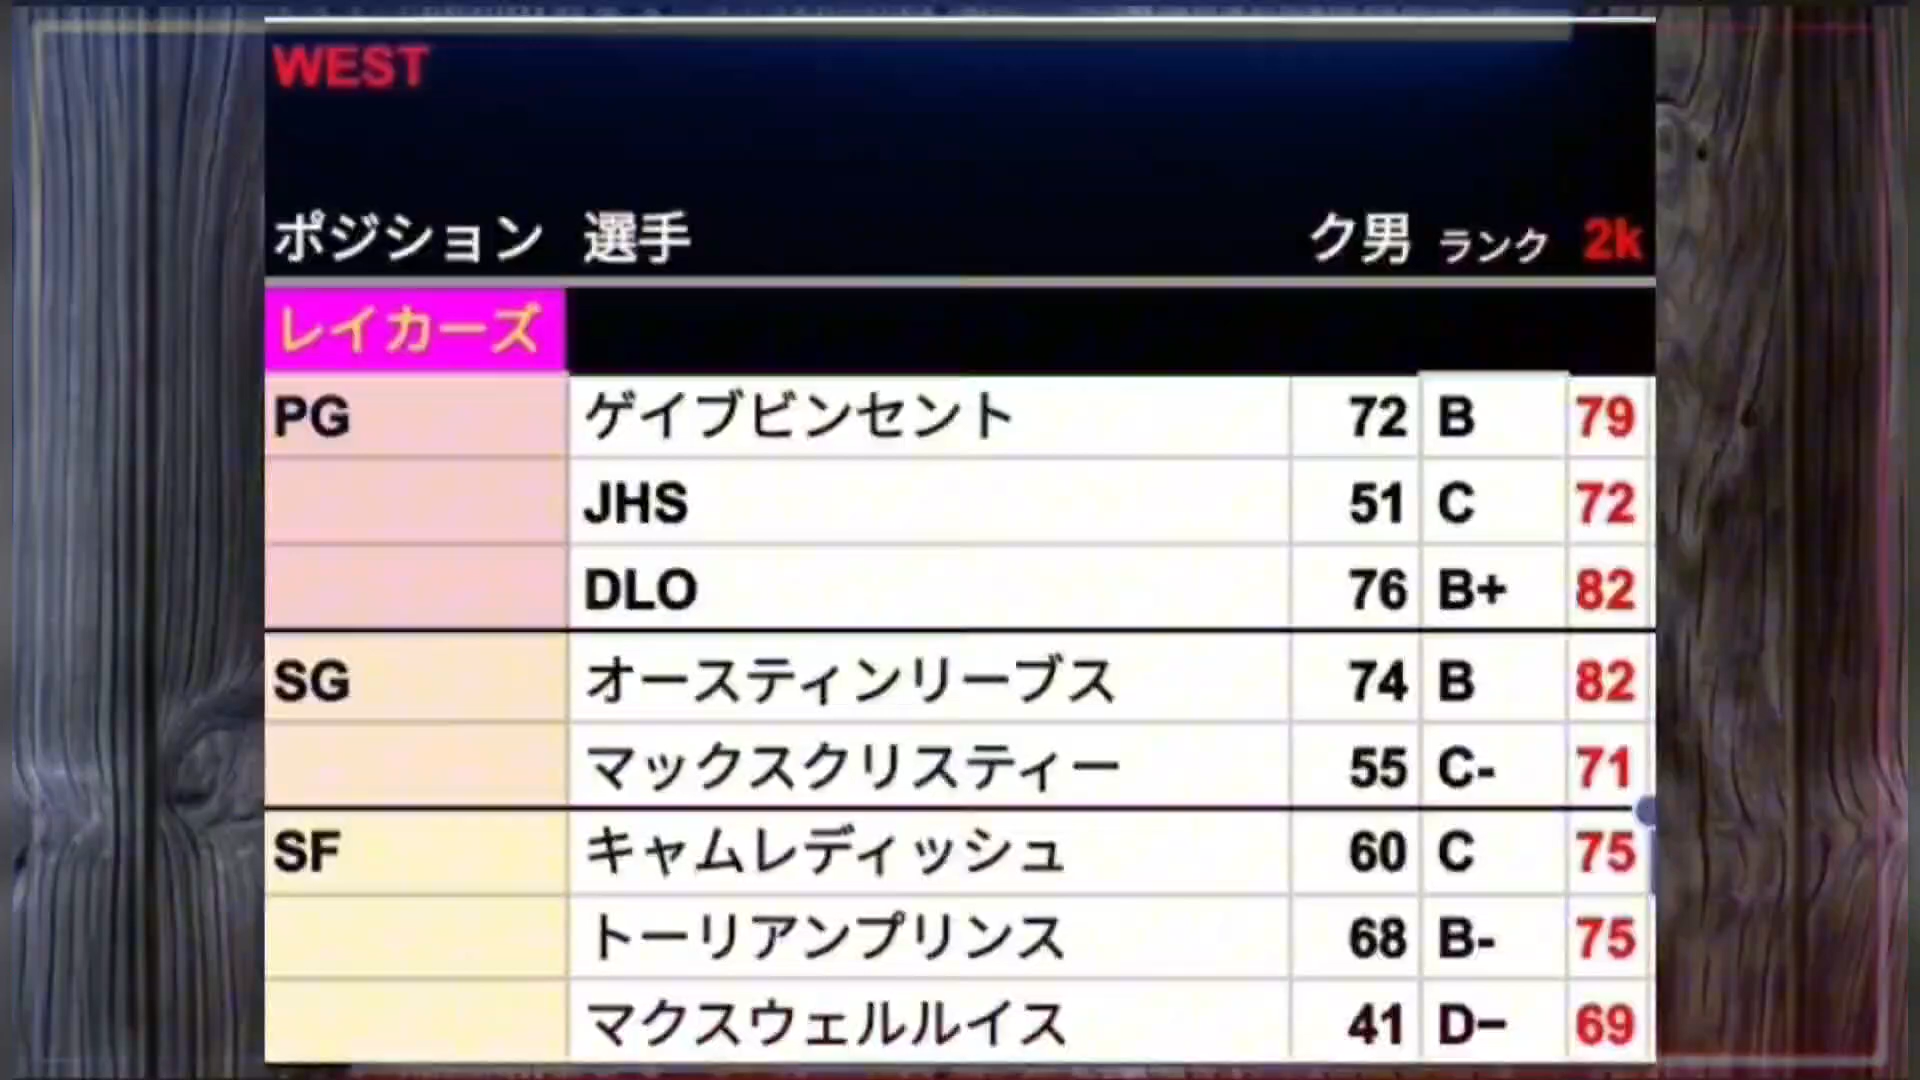 WEST
ポジション 選手 ク男 ランク 2k
レイカーズ
PG ゲイブビンセント 72 B 79
JHS 51 C 72
DLO 76 B+ 82
SG オースティンリーブス 74 B 82
マックスクリスティー 55 C- 71
SF キャムレディッシュ 60 C 75
トーリアンプリンス 68 B- 75
マクスウェルルイス 41 D− 69